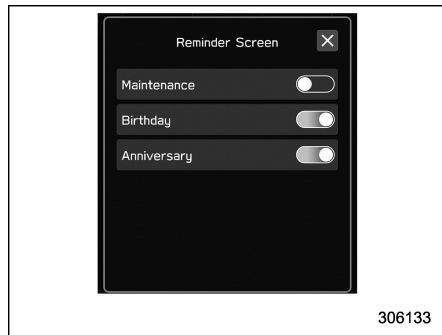 Reminder Screen
Maintenance
Birthday
Anniversary
306133